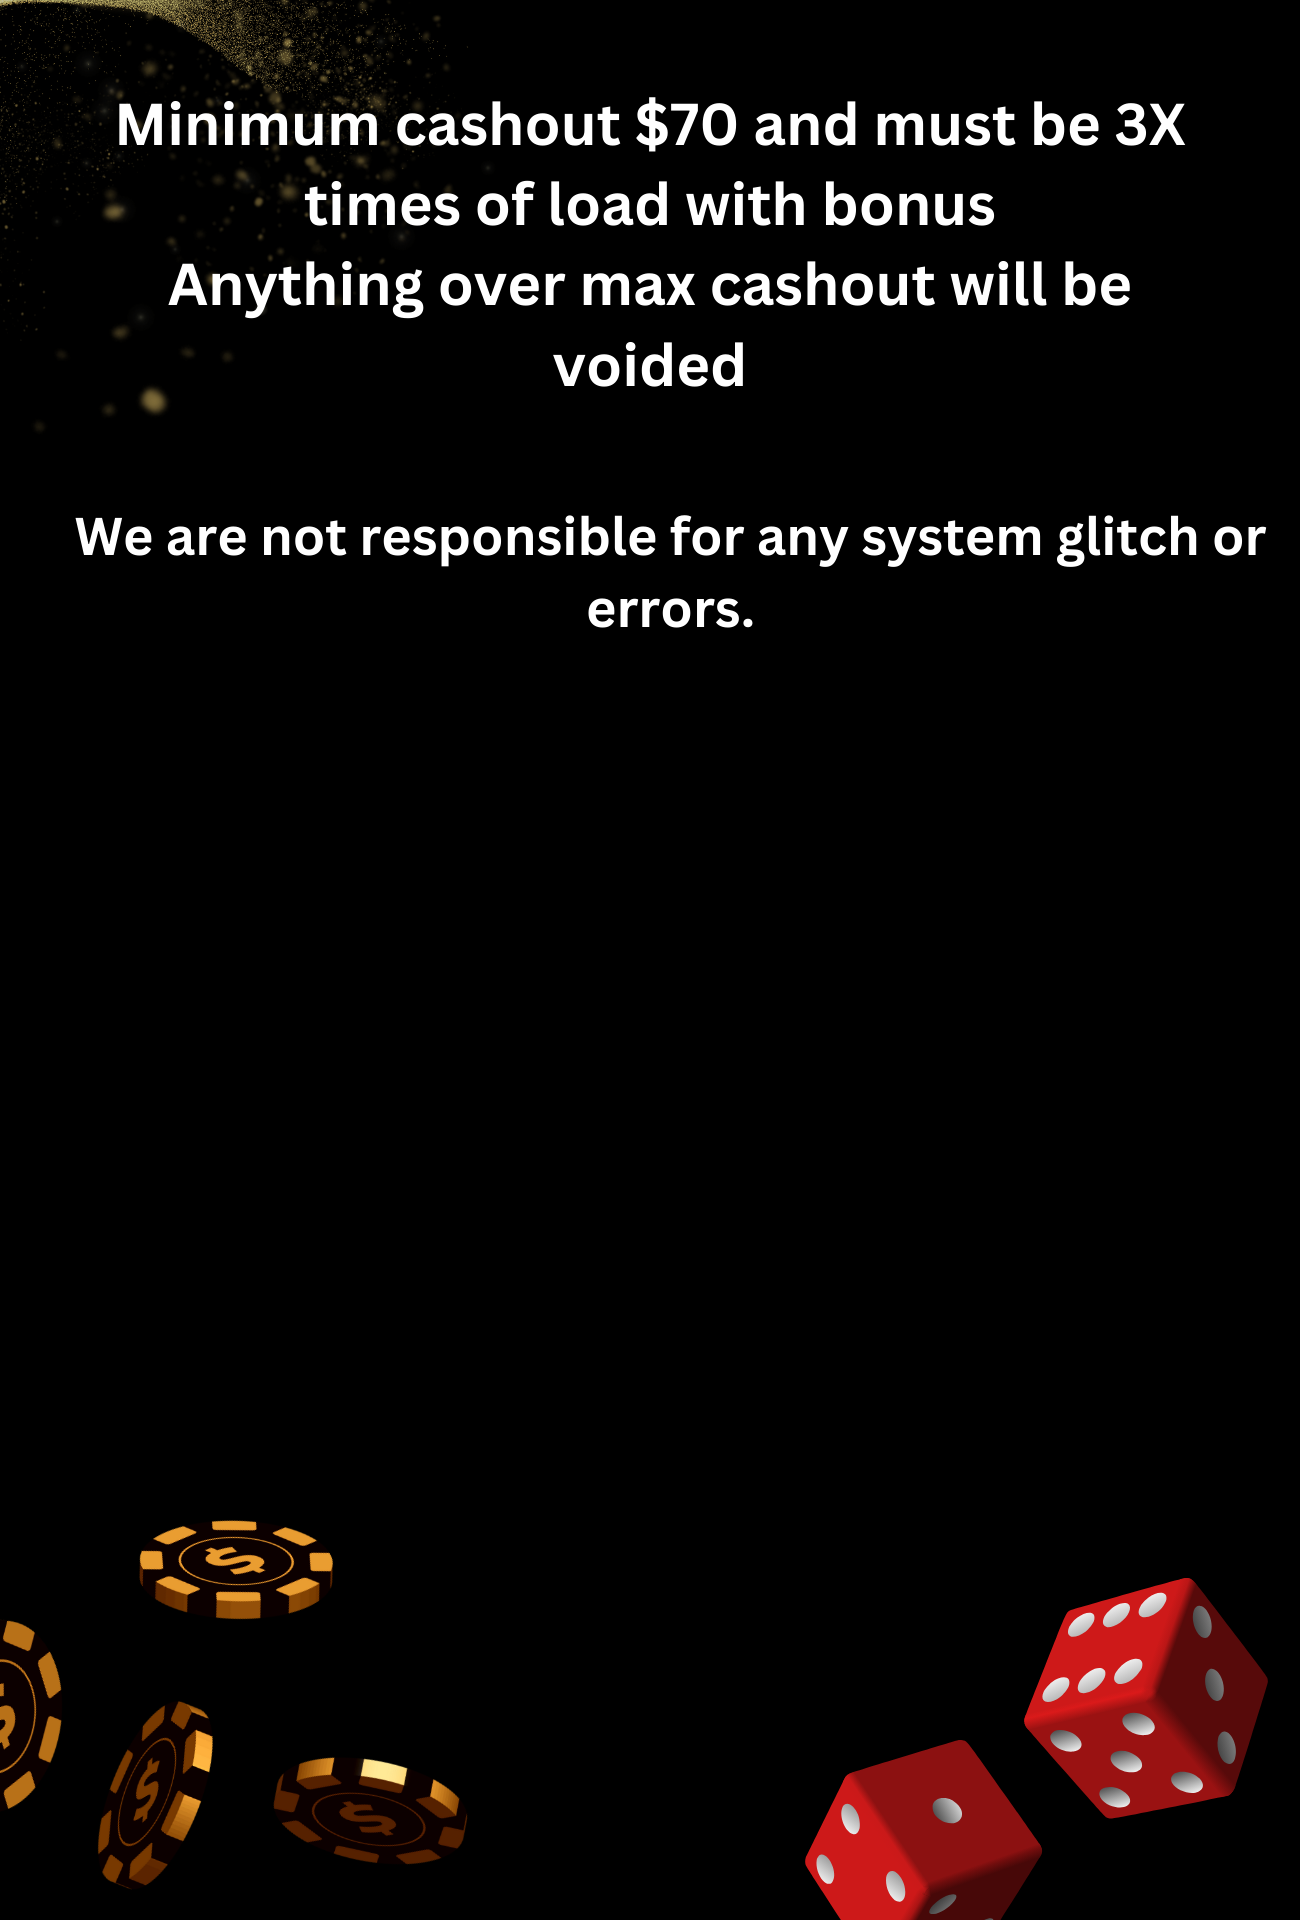 Minimum cashout $70 and must be 3X
times of load with bonus
Anything over max cashout will be
voided
We are not responsible for any system glitch or
errors.
$
$
$
$